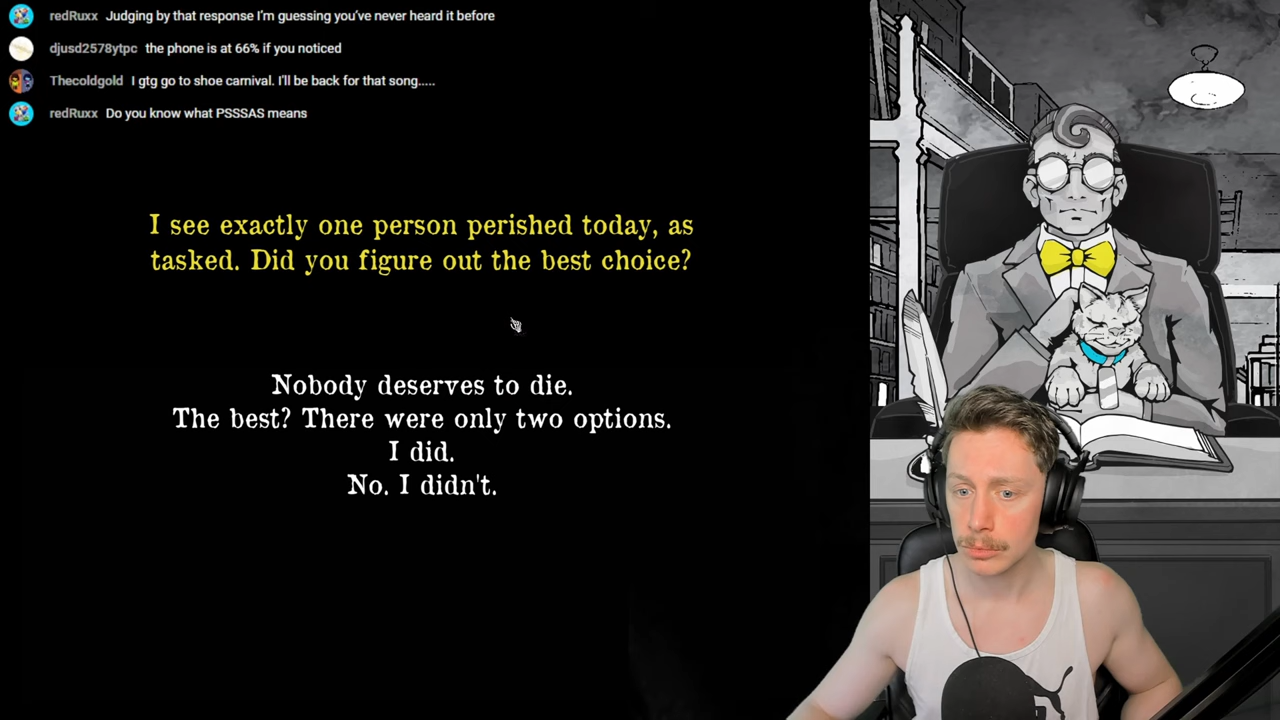 redRuxx Judging by that response I'm guessing you've never heard it before
djusd2578ytpc the phone is at 66% if you noticed
Thecoldgold I gtg go to shoe carnival. I'll be back for that song.....
redRuxx Do you know what PSSSAS means
I see exactly one person perished today, as
tasked. Did you figure out the best choice?
Nobody deserves to die.
The best? There were only two options.
I did.
No. I didn't.